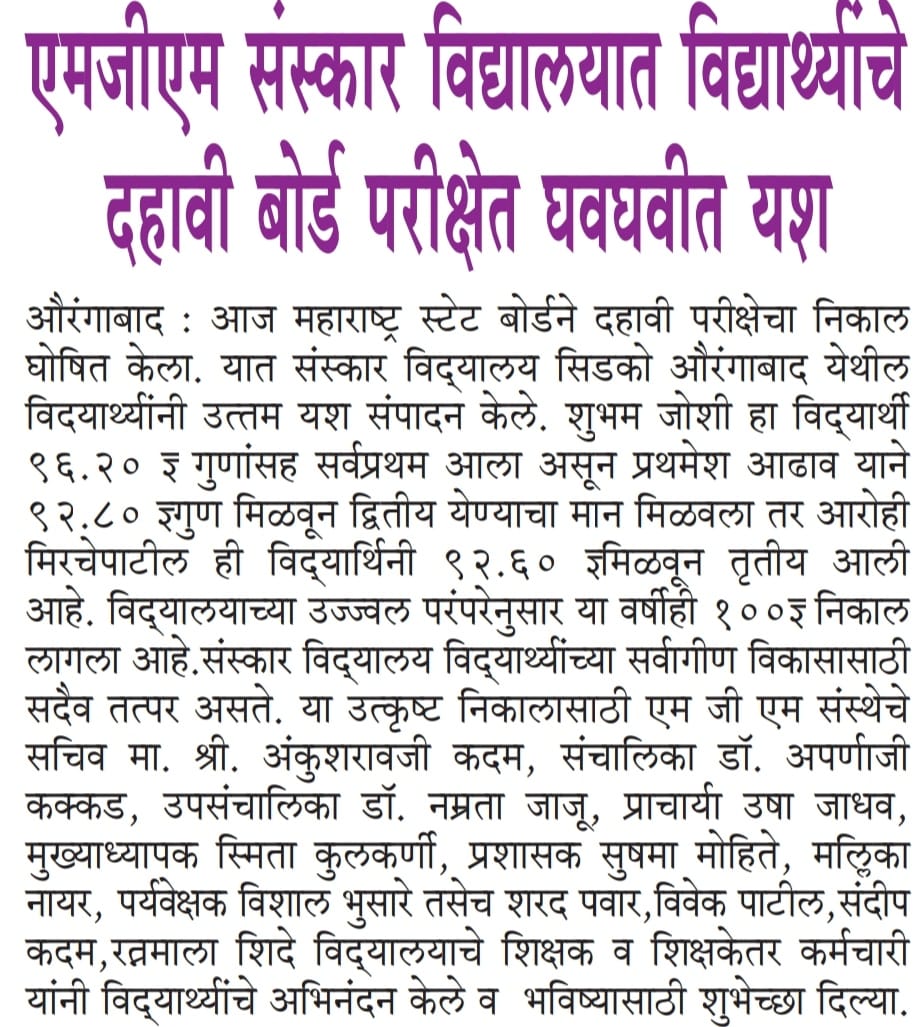 एमजीएम संस्कार विद्यालयात विद्यार्थ्यांचे
दहावी बोर्ड परीक्षेत घवघवीत यश
औरंगाबाद : आज महाराष्ट्र स्टेट बोर्डने दहावी परीक्षेचा निकाल
घोषित केला. यात संस्कार विद्‌यालय सिडको औरंगाबाद येथील
विदयार्थ्यांनी उत्तम यश संपादन केले. शुभम जोशी हा विद्‌यार्थी
९६.२० इ गुणांसह सर्वप्रथम आला असून प्रथमेश आढाव याने
९२.८० इगुण मिळवून द्वितीय येण्याचा मान मिळवला तर आरोही
मिरचेपाटील ही विद्‌यार्थिनी ९२.६० इमिळवून तृतीय आली
आहे. विद्‌यालयाच्या उज्ज्वल परंपरेनुसार या वर्षीही १००इ निकाल
लागला आहे.संस्कार विद्‌यालय विद्‌यार्थ्यांच्या सर्वागीण विकासासाठी
सदैव तत्पर असते. या उत्कृष्ट निकालासाठी एम जी एम संस्थेचे
सचिव मा. श्री. अंकुशरावजी कदम, संचालिका डॉ. अपर्णाजी
कक्कड, उपसंचालिका डॉ. नम्रता जाजू, प्राचार्या उषा जाधव,
मुख्याध्यापक स्मिता कुलकर्णी, प्रशासक सुषमा मोहिते, मल्लिका
नायर, पर्यवेक्षक विशाल भुसारे तसेच शरद पवार,विवेक पाटील,संदीप
कदम,रत्नमाला शिदे विद्‌यालयाचे शिक्षक व शिक्षकेतर कर्मचारी
यांनी विद्‌यार्थ्यांचे अभिनंदन केले व भविष्यासाठी शुभेच्छा दिल्या.